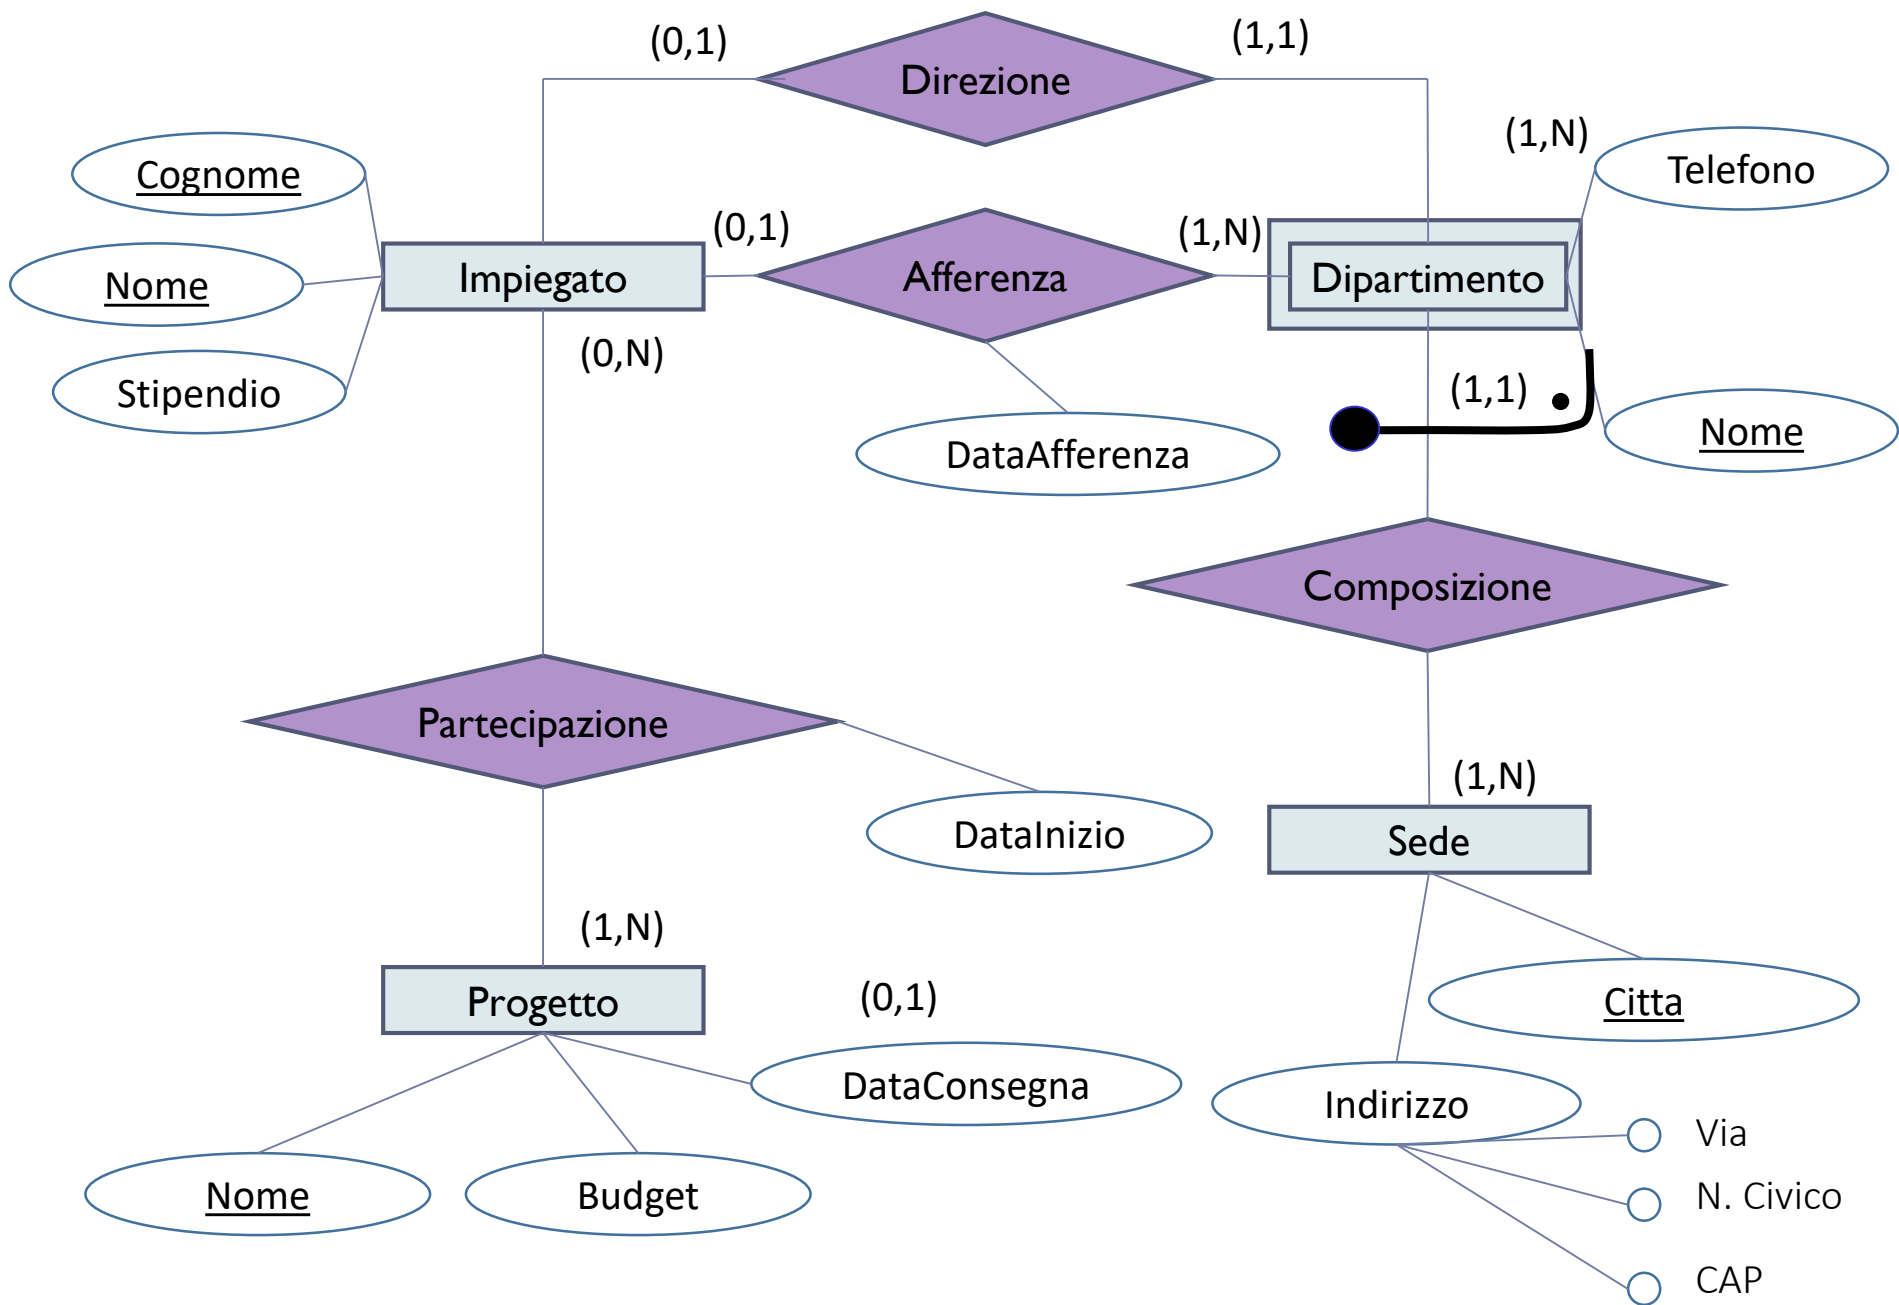 (0,1)
(1,1)
Direzione
(1,N)
Cognome
Telefono
(0,1)
(1,N)
Nome
Impiegato
Afferenza
Dipartimento
(0,N)
Stipendio
(1,1)
DataAfferenza
Nome
Composizione
Partecipazione
(1,N)
DataInizio
Sede
(1,N)
Progetto
(0,1)
Citta
DataConsegna
Indirizzo
Via
Nome
Budget
N. Civico
CAP